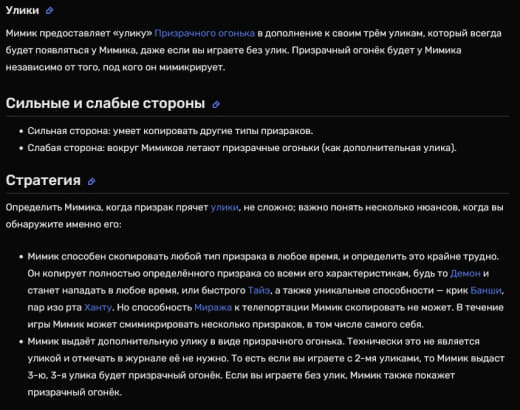 Улики
Мимик предоставляет «улику» Призрачного огонька в дополнение к своим трём уликам, который всегда
будет появляться у Мимика, даже если вы играете без улик. Призрачный огонёк будет у Мимика
независимо от того, под кого он мимикрирует.
Сильные и слабые стороны
• Сильная сторона: умеет копировать другие типы призраков.
• Слабая сторона: вокруг Мимиков летают призрачные огоньки (как дополнительная улика).
Стратегия
Определить Мимика, когда призрак прячет улики, не сложно; важно понять несколько нюансов, когда вы
обнаружите именно его:
• Мимик способен скопировать любой тип призрака в любое время, и определить это крайне трудно.
Он копирует полностью определённого призрака со всеми его характеристикам, будь то Демон и
станет нападать в любое время, или быстрого Тайэ, а также уникальные способности — крик Банши,
пар изо рта Ханту. Но способность Миража к телепортации Мимик скопировать не может. В течение
игры Мимик может смимикрировать несколько призраков, в том числе самого себя.
• Мимик выдаёт дополнительную улику в виде призрачного огонька. Технически это не является
уликой и отмечать в журнале её не нужно. То есть если вы играете с 2-мя уликами, то Мимик выдаст
3-ю, 3-я улика будет призрачный огонёк. Если вы играете без улик, Мимик также покажет
призрачный огонёк.